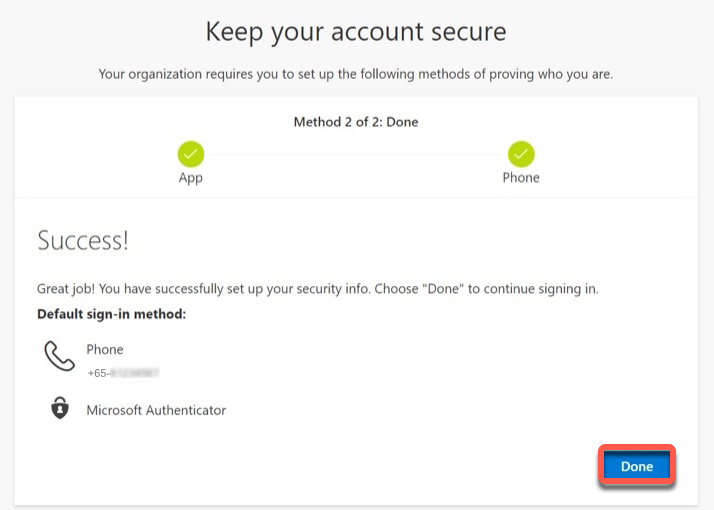 Keep your account secure
Your organization requires you to set up the following methods of proving who you are.
Method 2 of 2: Done
App
Phone
Success!
Great job! You have successfully set up your security info. Choose "Done" to continue signing in.
Default sign-in method:
Phone
+65-
Microsoft Authenticator
Done